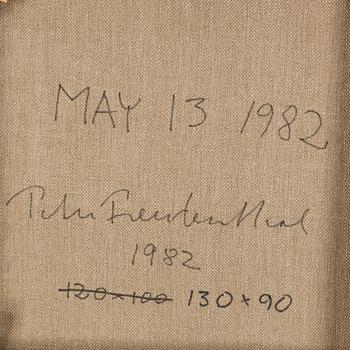 MAY 13 1982
Peter Freudenthal
1982
120×100 130×90